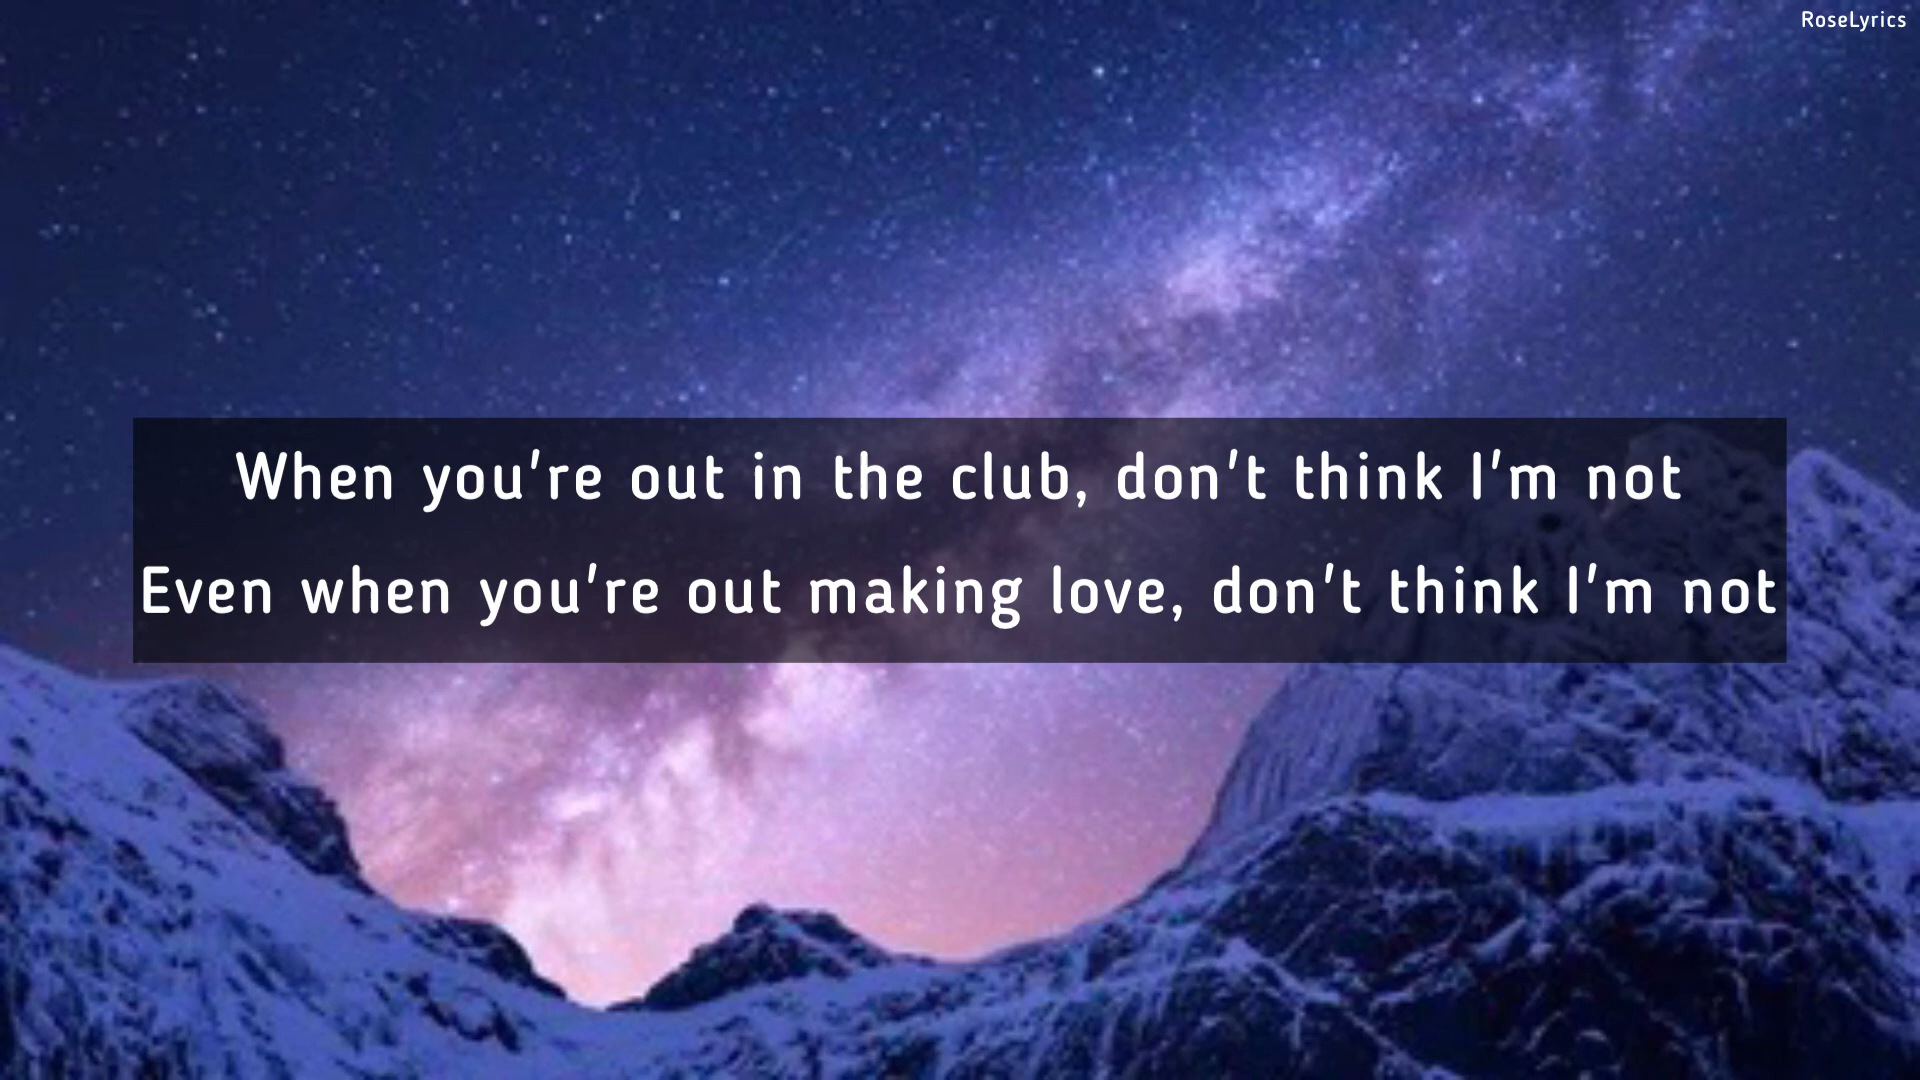 RoseLyrics
When you're out in the club, don't think I'm not
Even when you're out making love, don't think I'm not